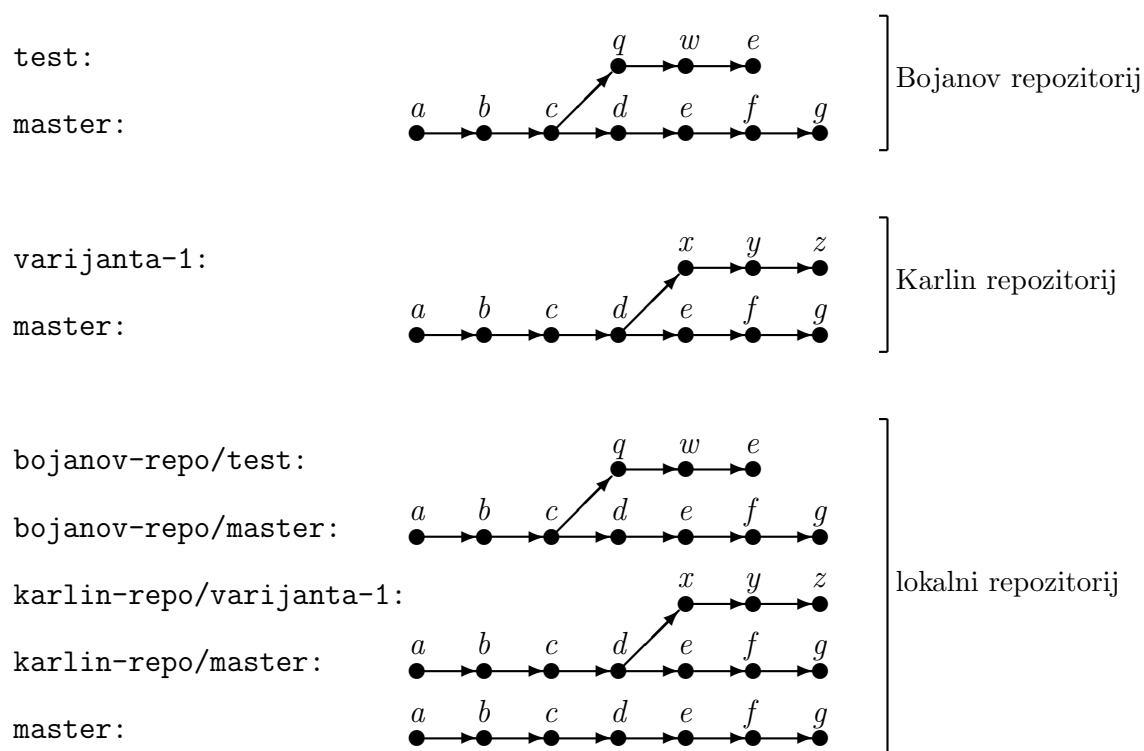 q w e
test:
Bojanov repozitorij
a b c d e f g
master:
x y z
varijanta-1:
Karlin repozitorij
a b c d e f g
master:
q w e
bojanov-repo/test:
a b c d e f g
bojanov-repo/master:
x y z
karlin-repo/varijanta-1:
lokalni repozitorij
a b c d e f g
karlin-repo/master:
a b c d e f g
master: